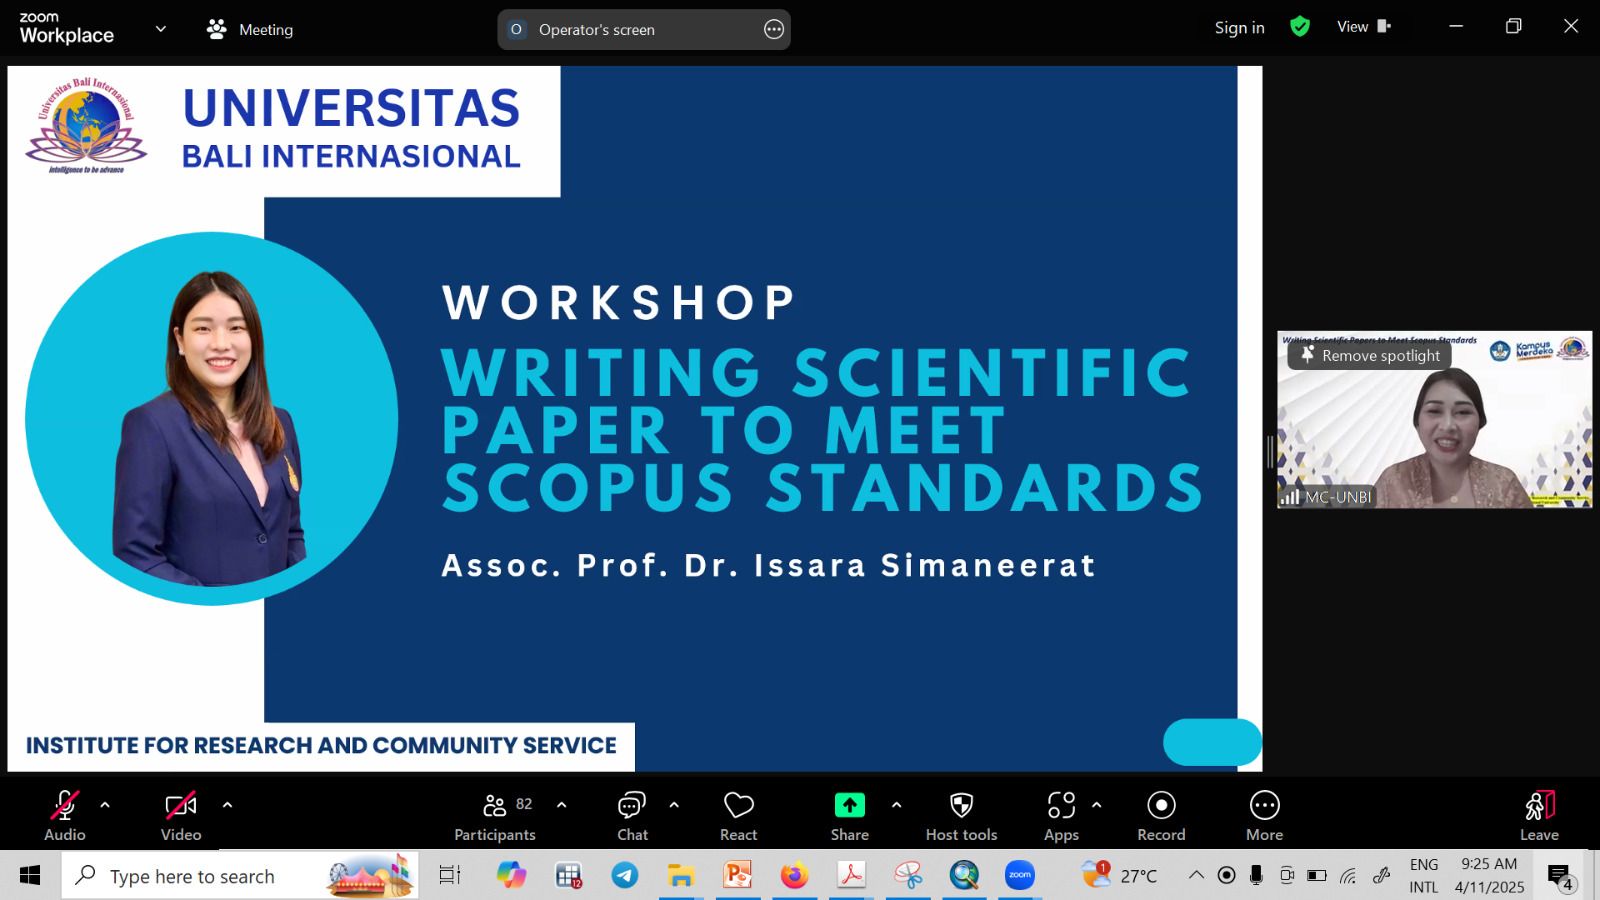 zoom
Workplace
Meeting
O Operator's screen
Sign in
View
Universitas Bali Internasional
intelligence to be advance
UNIVERSITAS
BALI INTERNASIONAL
WORKSHOP
WRITING SCIENTIFIC
PAPER TO MEET
SCOPUS STANDARDS
Assoc. Prof. Dr. Issara Simaneerat
INSTITUTE FOR RESEARCH AND COMMUNITY SERVICE
Writing Scientific Papers to Meet Scopus Standards
Remove spotlight
Kampus
Merdeka
MC-UNBI
Audio
Video
82
Participants
Chat
React
Share
Host tools
Apps
Record
More
Leave
Type here to search
12
zoom
1
27°C
ENG
INTL
9:25 AM
4/11/2025
4